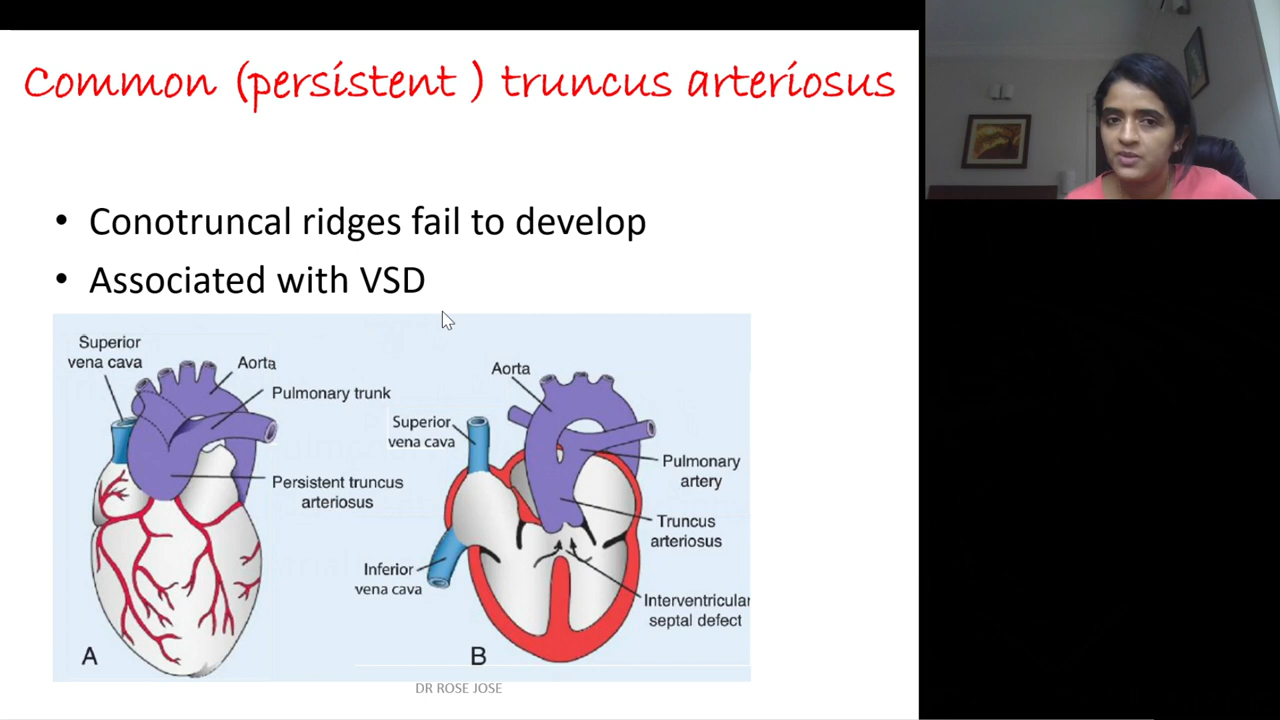 Common (persistent ) truncus arteriosus
• Conotruncal ridges fail to develop
• Associated with VSD
Superior
vena cava
Aorta
Pulmonary trunk
Persistent truncus
arteriosus
A
Aorta
Superior
vena cava
Pulmonary
artery
Truncus
arteriosus
Inferior
vena cava
Interventricular
septal defect
B
DR ROSE JOSE